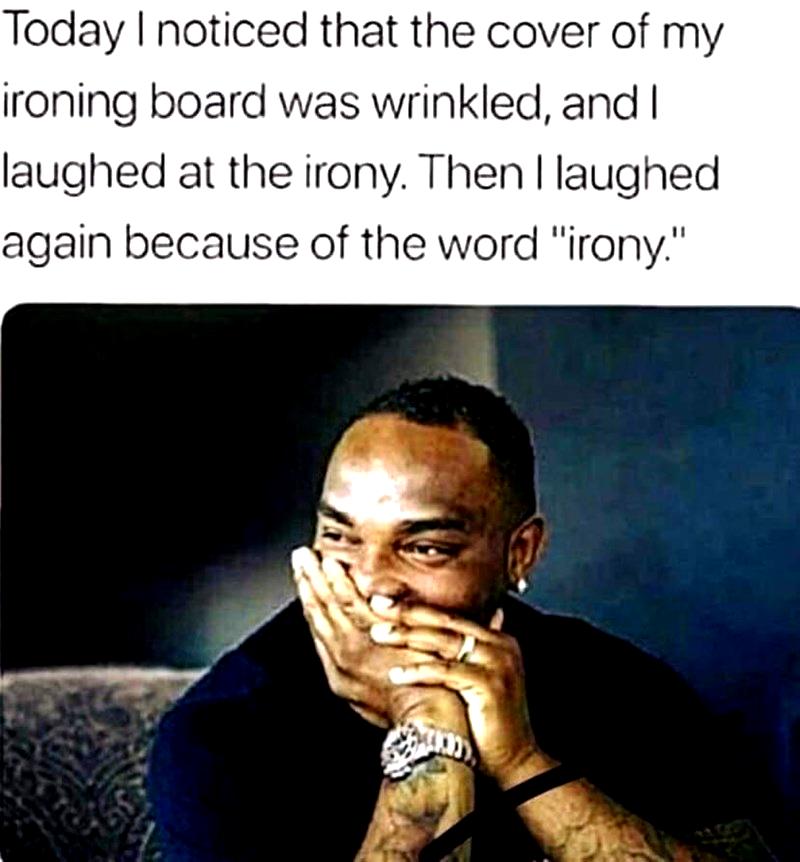 Today I noticed that the cover of my
ironing board was wrinkled, and I
laughed at the irony. Then I laughed
again because of the word "irony."